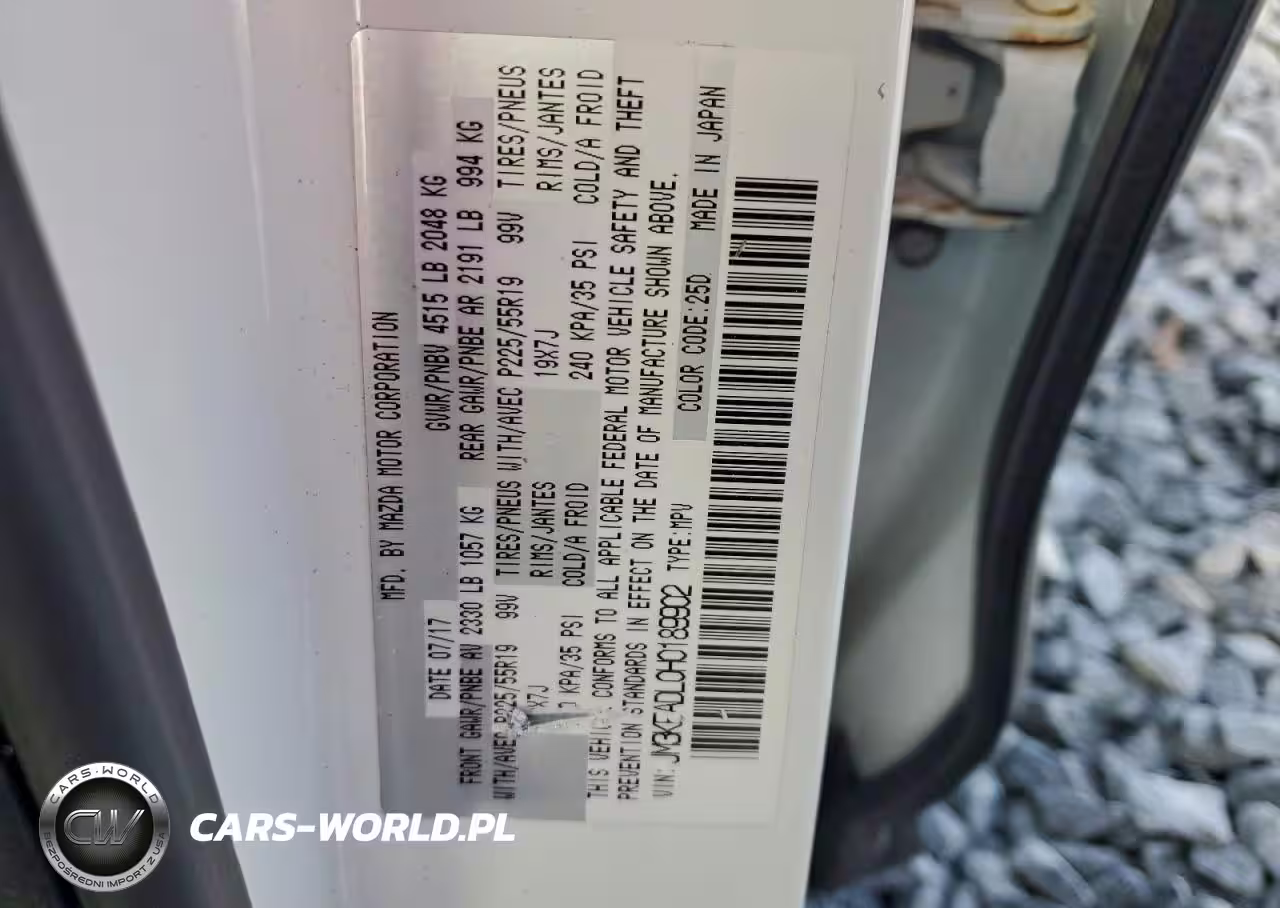 MFD. BY MAZDA MOTOR CORPORATION
DATE 07/17 GVWR/PNBV 4515 LB 2048 KG
FRONT GAWR/PNBE AV 2330 LB 1057 KG REAR GAWR/PNBE AR 2191 LB 994 KG
WITH/AVEC P225/55R19 99V TIRES/PNEUS WITH/AVEC P225/55R19 99V TIRES/PNEUS
RIMS/JANTES 19X7J RIMS/JANTES
KPA/35 PSI COLD/A FROID 240 KPA/35 PSI COLD/A FROID
THIS VEHICLE CONFORMS TO ALL APPLICABLE FEDERAL MOTOR VEHICLE SAFETY AND THEFT
PREVENTION STANDARDS IN EFFECT ON THE DATE OF MANUFACTURE SHOWN ABOVE.
VIN: JM3KFADL0H0189902 TYPE:MPV COLOR CODE:25D MADE IN JAPAN
CARS-WORLD
CW
BEZPOŚREDNI IMPORT Z USA
CARS-WORLD.PL